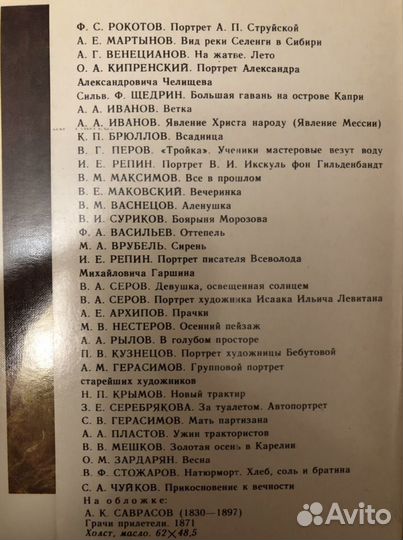 Ф. С. РОКОТОВ. Портрет А. П. Струйской
А. Е. МАРТЫНОВ. Вид реки Селенги в Сибири
А. Г. ВЕНЕЦИАНОВ. На жатве. Лето
О. А. КИПРЕНСКИЙ. Портрет Александра
Александровича Челищева
Сильв. Ф. ЩЕДРИН. Большая гавань на острове Капри
А. А. ИВАНОВ. Ветка
А. А. ИВАНОВ. Явление Христа народу (Явление Мессии)
К. П. БРЮЛЛОВ. Всадница
В. Г. ПЕРОВ. «Тройка». Ученики мастеровые везут воду
И. Е. РЕПИН. Портрет В. И. Икскуль фон Гильденбандт
В. М. МАКСИМОВ. Все в прошлом
В. Е. МАКОВСКИЙ. Вечеринка
В. М. ВАСНЕЦОВ. Аленушка
В. И. СУРИКОВ. Боярыня Морозова
Ф. А. ВАСИЛЬЕВ. Оттепель
М. А. ВРУБЕЛЬ. Сирень
И. Е. РЕПИН. Портрет писателя Всеволода
Михайловича Гаршина
В. А. СЕРОВ. Девушка, освещенная солнцем
В. А. СЕРОВ. Портрет художника Исаака Ильича Левитана
А. Е. АРХИПОВ. Прачки
М. В. НЕСТЕРОВ. Осенний пейзаж
А. А. РЫЛОВ. В голубом просторе
П. В. КУЗНЕЦОВ. Портрет художницы Бебутовой
А. М. ГЕРАСИМОВ. Групповой портрет
старейших художников
Н. П. КРЫМОВ. Новый трактир
З. Е. СЕРЕБРЯКОВА. За туалетом. Автопортрет
С. В. ГЕРАСИМОВ. Мать партизана
А. А. ПЛАСТОВ. Ужин трактористов
В. В. МЕШКОВ. Золотая осень в Карелии
О. М. ЗАРДАРЯН. Весна
В. Ф. СТОЖАРОВ. Натюрморт. Хлеб, соль и братина
С. А. ЧУЙКОВ. Прикосновение к вечности
На обложке:
А. К. САВРАСОВ (1830—1897)
Грачи прилетели. 1871
Холст, масло. 62×48,5
Avito